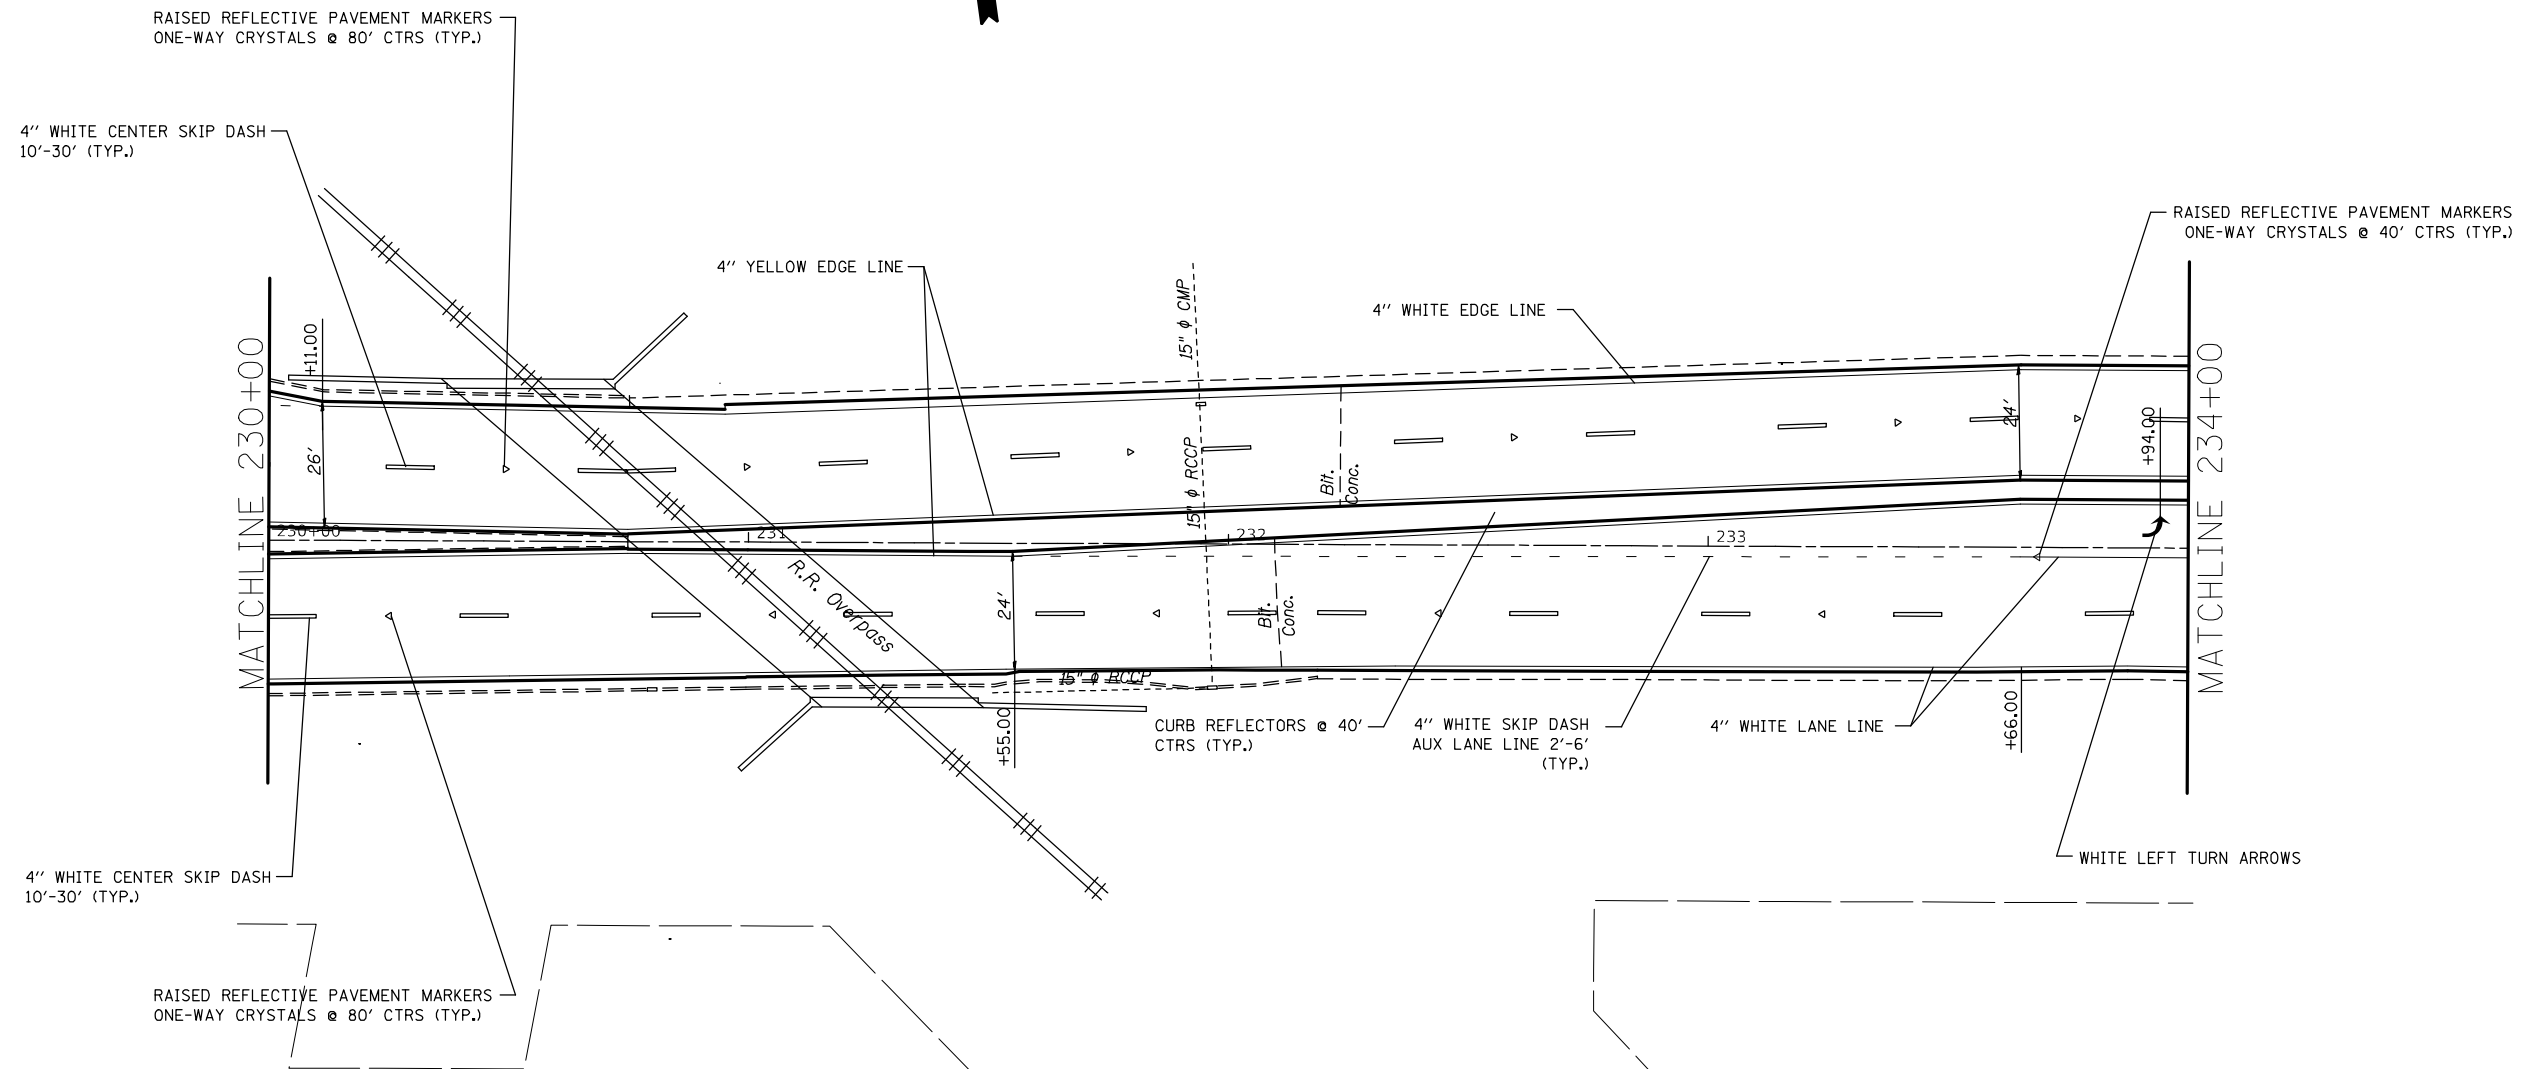 RAISED REFLECTIVE PAVEMENT MARKERS
ONE-WAY CRYSTALS @ 80' CTRS (TYP.)
4'' WHITE CENTER SKIP DASH
10'-30' (TYP.)
RAISED REFLECTIVE PAVEMENT MARKERS
ONE-WAY CRYSTALS @ 40' CTRS (TYP.)
4'' YELLOW EDGE LINE
15" ϕ CMP
4'' WHITE EDGE LINE
MATCHLINE 230+00
+11.00
26'
15" ϕ RCCP
Bit.
Conc.
24'
+94.00
MATCHLINE 234+00
230+00
231
232
233
R.R. Overpass
24'
Bit.
Conc.
15" ϕ RCCP
+55.00
CURB REFLECTORS @ 40'
CTRS (TYP.)
4'' WHITE SKIP DASH
AUX LANE LINE 2'-6'
(TYP.)
4'' WHITE LANE LINE
+66.00
WHITE LEFT TURN ARROWS
4'' WHITE CENTER SKIP DASH
10'-30' (TYP.)
RAISED REFLECTIVE PAVEMENT MARKERS
ONE-WAY CRYSTALS @ 80' CTRS (TYP.)